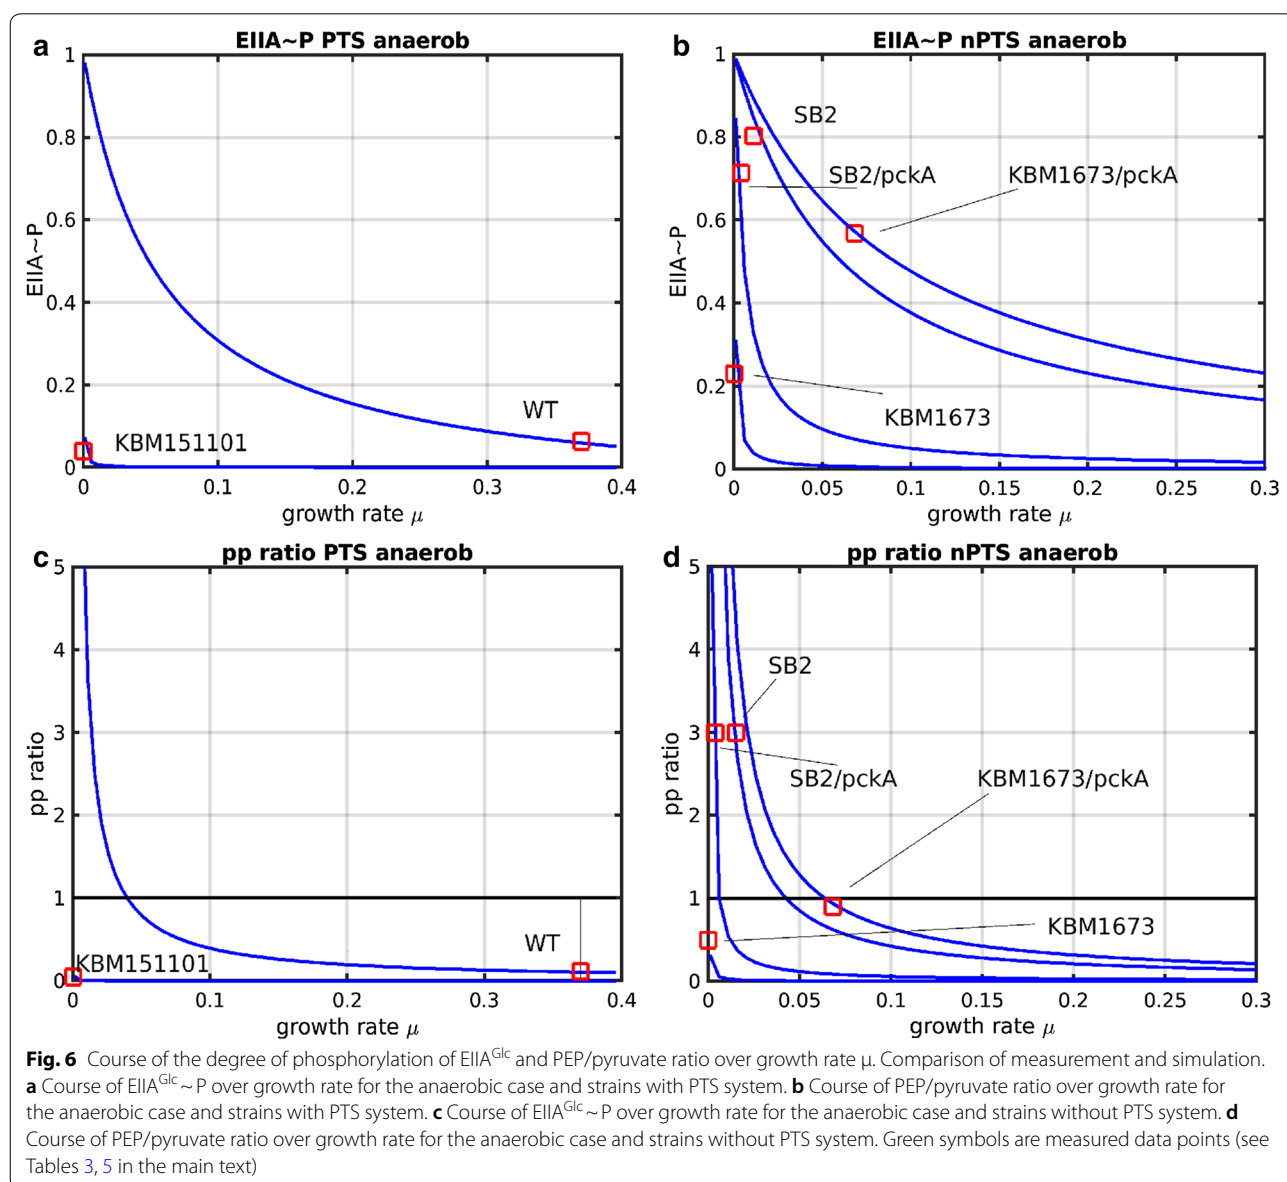 a
EIIA~P PTS anaerob
1
0.8
0.6
0.4
0.2
0
EIIA~P
KBM151101
WT
0
0.1
0.2
0.3
0.4
growth rate μ
b
EIIA~P nPTS anaerob
1
0.8
0.6
0.4
0.2
0
EIIA~P
SB2
SB2/pckA
KBM1673/pckA
KBM1673
0
0.05
0.1
0.15
0.2
0.25
0.3
growth rate μ
c
pp ratio PTS anaerob
5
4
3
2
1
0
pp ratio
WT
KBM151101
0
0.1
0.2
0.3
0.4
growth rate μ
d
pp ratio nPTS anaerob
5
4
3
2
1
0
pp ratio
SB2
SB2/pckA
KBM1673/pckA
KBM1673
0
0.05
0.1
0.15
0.2
0.25
0.3
growth rate μ
Fig. 6 Course of the degree of phosphorylation of EIIA^Glc and PEP/pyruvate ratio over growth rate μ. Comparison of measurement and simulation.
a Course of EIIA^Glc ~ P over growth rate for the anaerobic case and strains with PTS system. b Course of PEP/pyruvate ratio over growth rate for
the anaerobic case and strains with PTS system. c Course of EIIA^Glc ~ P over growth rate for the anaerobic case and strains without PTS system. d
Course of PEP/pyruvate ratio over growth rate for the anaerobic case and strains without PTS system. Green symbols are measured data points (see
Tables 3, 5 in the main text)